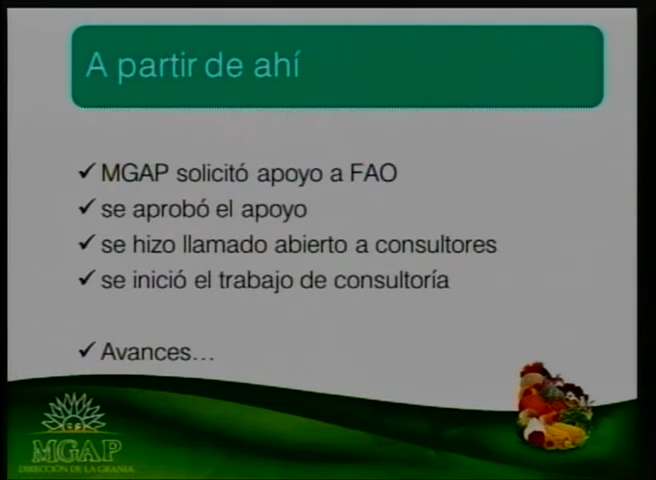 A partir de ahí
✓ MGAP solicitó apoyo a FAO
✓ se aprobó el apoyo
✓ se hizo llamado abierto a consultores
✓ se inició el trabajo de consultoría
✓ Avances...
MGAP
DIRECCIÓN DE LA GRANJA